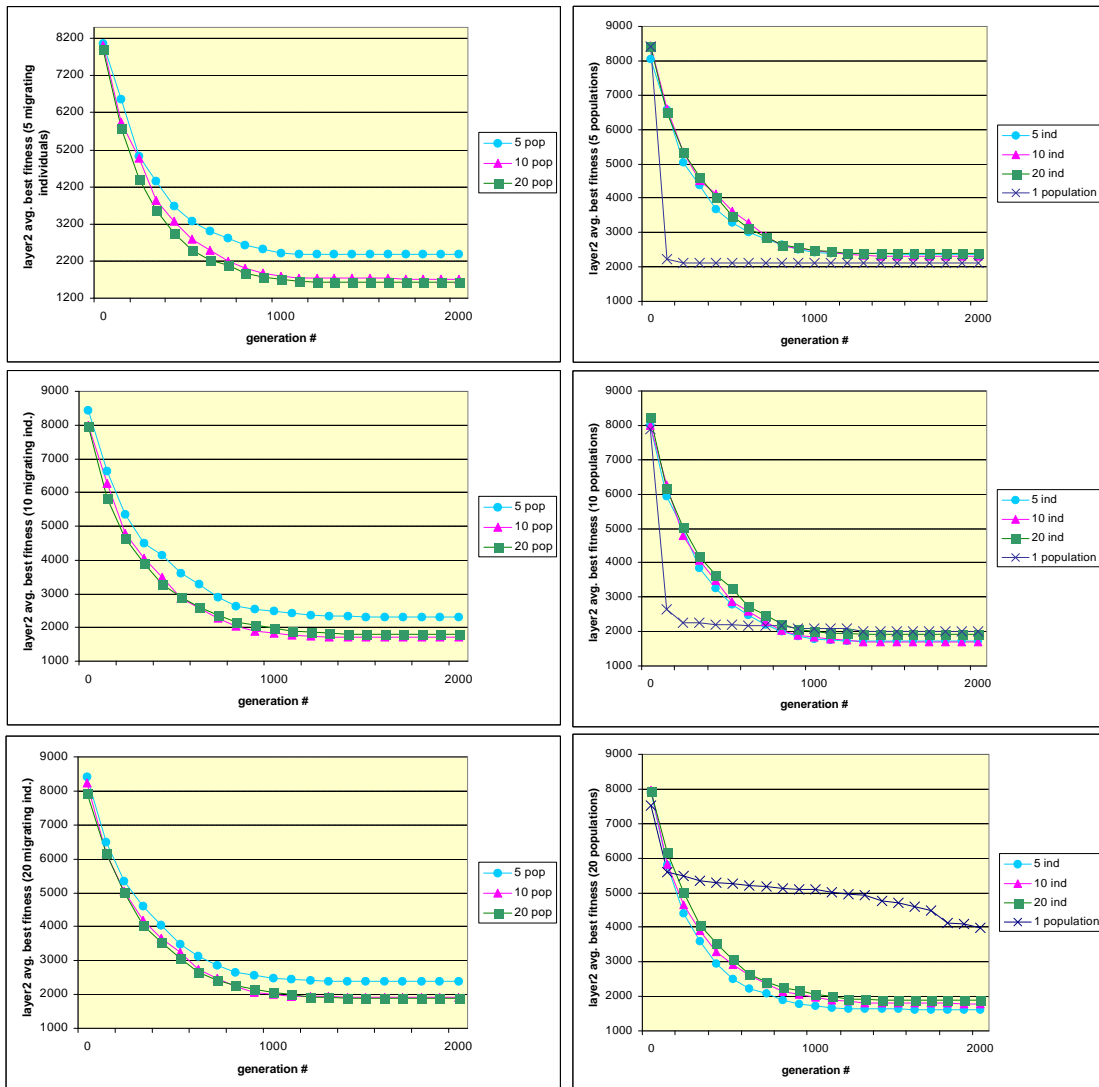 layer2 avg. best fitness (5 migrating
individuals)
8200
7200
6200
5200
4200
3200
2200
1200
0
1000
2000
generation #
5 pop
10 pop
20 pop
layer2 avg. best fitness (5 populations)
9000
8000
7000
6000
5000
4000
3000
2000
1000
0
1000
2000
generation #
5 ind
10 ind
20 ind
1 population
layer2 avg. best fitness (10 migrating ind.)
9000
8000
7000
6000
5000
4000
3000
2000
1000
0
1000
2000
generation #
5 pop
10 pop
20 pop
layer2 avg. best fitness (10 populations)
9000
8000
7000
6000
5000
4000
3000
2000
1000
0
1000
2000
generation #
5 ind
10 ind
20 ind
1 population
layer2 avg. best fitness (20 migrating ind.)
9000
8000
7000
6000
5000
4000
3000
2000
1000
0
1000
2000
generation #
5 pop
10 pop
20 pop
layer2 avg. best fitness (20 populations)
9000
8000
7000
6000
5000
4000
3000
2000
1000
0
1000
2000
generation #
5 ind
10 ind
20 ind
1 population